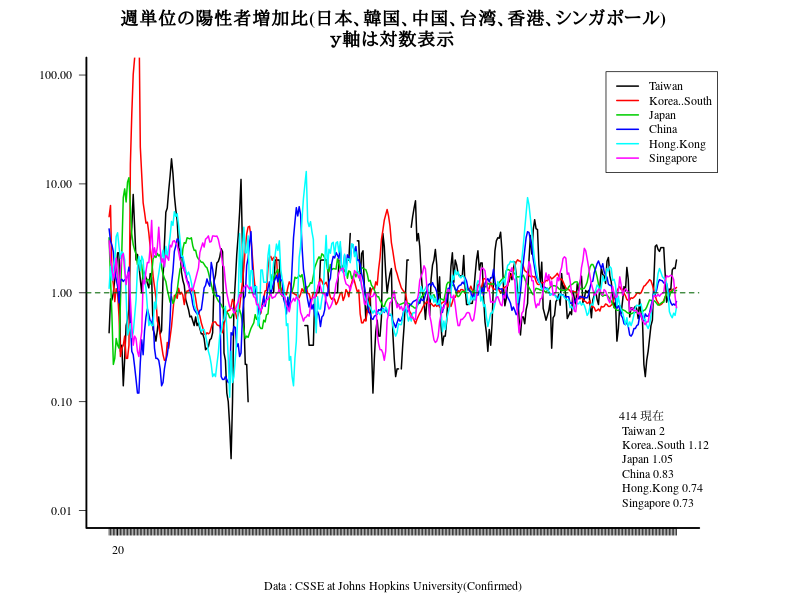 週単位の陽性者増加比(日本、韓国、中国、台湾、香港、シンガポール)
y軸は対数表示
100.00
10.00
1.00
0.10
0.01
Taiwan
Korea..South
Japan
China
Hong.Kong
Singapore
414 現在
Taiwan 2
Korea..South 1.12
Japan 1.05
China 0.83
Hong.Kong 0.74
Singapore 0.73
20
Data : CSSE at Johns Hopkins University(Confirmed)